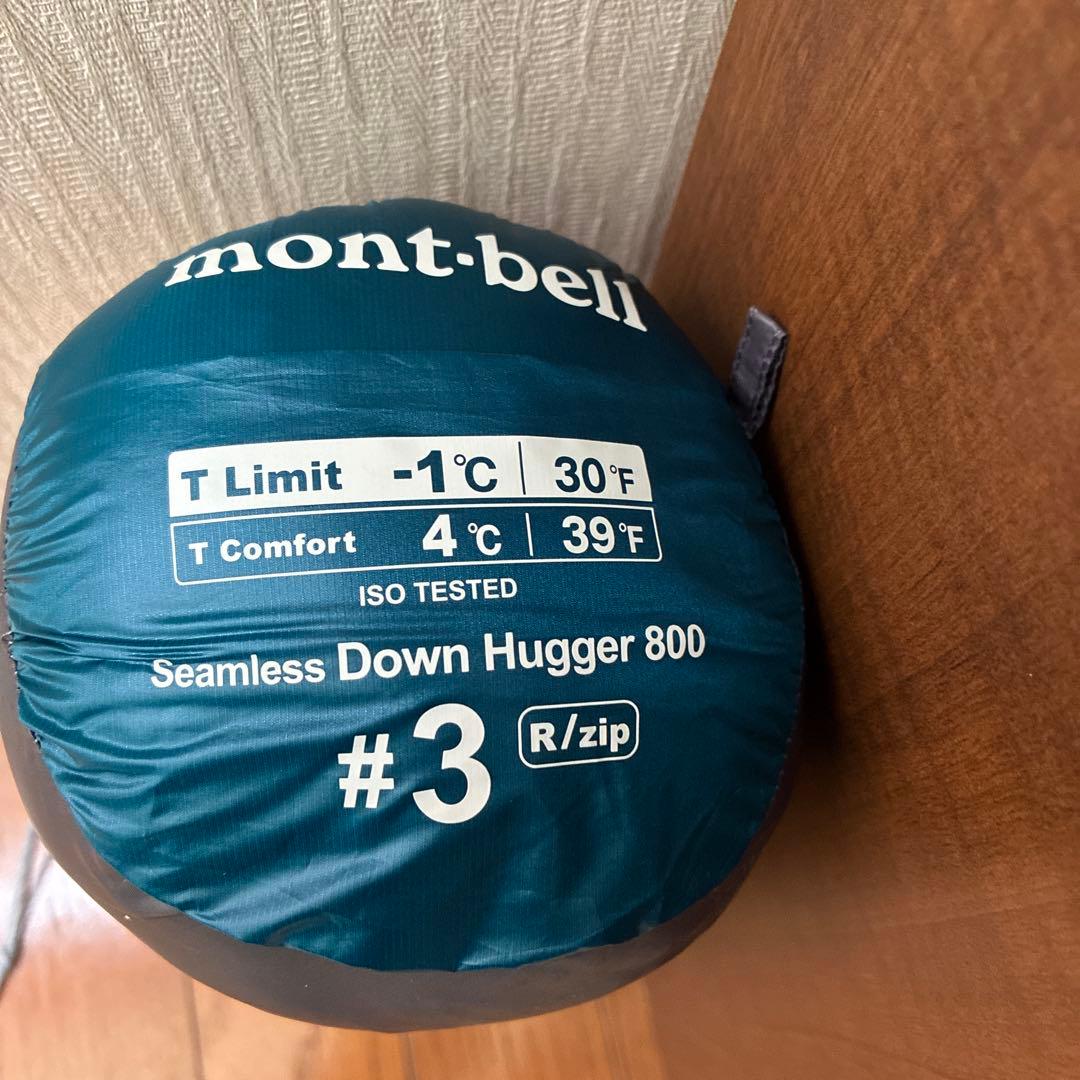 mont-bell
T Limit -1℃ | 30°F
T Comfort 4℃ | 39°F
ISO TESTED
Seamless Down Hugger 800
#3 R/zip